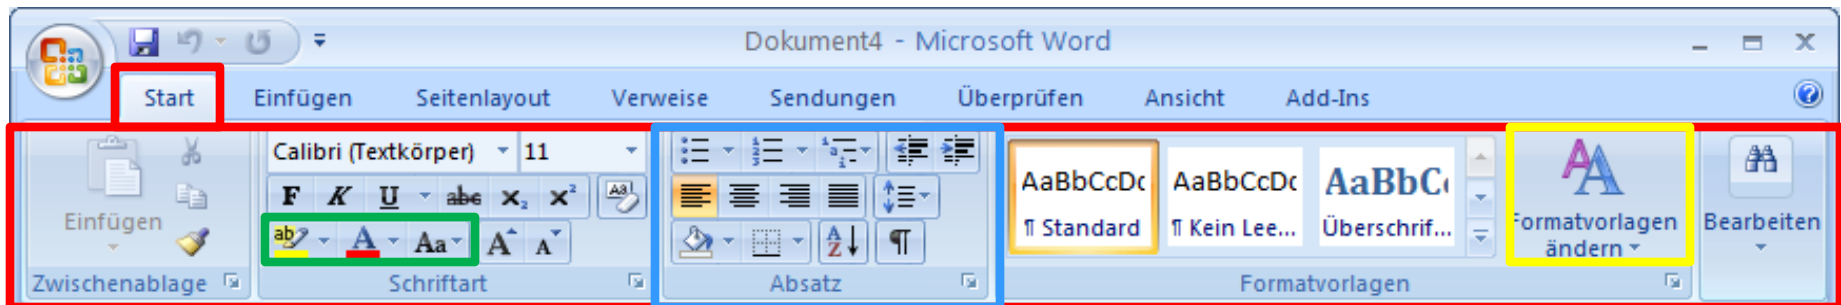 Dokument4 - Microsoft Word
Start Einfügen Seitenlayout Verweise Sendungen Überprüfen Ansicht Add-Ins
Einfügen
Zwischenablage
Calibri (Textkörper) 11
F K U abc x₂ x²
ab A Aa A A
Schriftart
Absatz
AaBbCcDc AaBbCcDc AaBbC
¶ Standard ¶ Kein Lee... Überschrif...
Formatvorlagen
ändern
Formatvorlagen
Bearbeiten